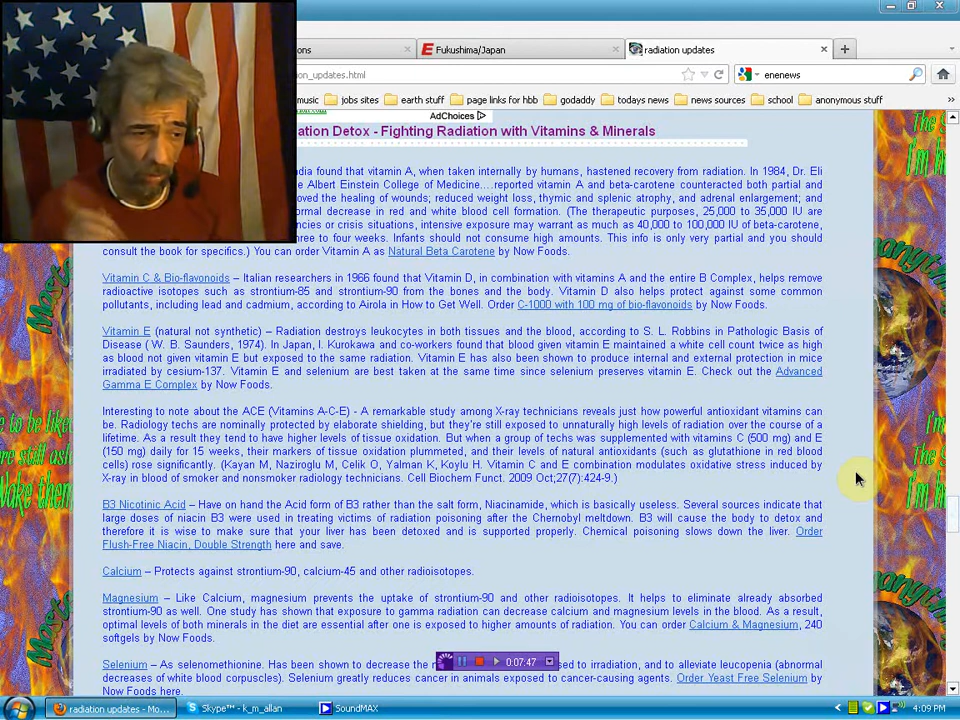 ons
Fukushima/Japan
radiation updates
on_updates.html
enenews
music
jobs sites
earth stuff
page links for hbb
godaddy
todays news
news sources
school
anonymous stuff
AdChoices
ation Detox - Fighting Radiation with Vitamins & Minerals
dia found that vitamin A, when taken internally by humans, hastened recovery from radiation. In 1984, Dr. Eli
e Albert Einstein College of Medicine....reported vitamin A and beta-carotene counteracted both partial and
oved the healing of wounds; reduced weight loss, thymic and splenic atrophy, and adrenal enlargement; and
rmal decrease in red and white blood cell formation. (The therapeutic purposes, 25,000 to 35,000 IU are
encies or crisis situations, intensive exposure may warrant as much as 40,000 to 100,000 IU of beta-carotene,
hree to four weeks. Infants should not consume high amounts. This info is only very partial and you should
consult the book for specifics.) You can order Vitamin A as Natural Beta Carotene by Now Foods.
Vitamin C & Bio-flavonoids – Italian researchers in 1966 found that Vitamin D, in combination with vitamins A and the entire B Complex, helps remove
radioactive isotopes such as strontium-85 and strontium-90 from the bones and the body. Vitamin D also helps protect against some common
pollutants, including lead and cadmium, according to Airola in How to Get Well. Order C-1000 with 100 mg of bio-flavonoids by Now Foods.
Vitamin E (natural not synthetic) – Radiation destroys leukocytes in both tissues and the blood, according to S. L. Robbins in Pathologic Basis of
Disease ( W. B. Saunders, 1974). In Japan, I. Kurokawa and co-workers found that blood given vitamin E maintained a white cell count twice as high
as blood not given vitamin E but exposed to the same radiation. Vitamin E has also been shown to produce internal and external protection in mice
irradiated by cesium-137. Vitamin E and selenium are best taken at the same time since selenium preserves vitamin E. Check out the Advanced
Gamma E Complex by Now Foods.
Interesting to note about the ACE (Vitamins A-C-E) - A remarkable study among X-ray technicians reveals just how powerful antioxidant vitamins can
be. Radiology techs are nominally protected by elaborate shielding, but they're still exposed to unnaturally high levels of radiation over the course of a
lifetime. As a result they tend to have higher levels of tissue oxidation. But when a group of techs was supplemented with vitamins C (500 mg) and E
(150 mg) daily for 15 weeks, their markers of tissue oxidation plummeted, and their levels of natural antioxidants (such as glutathione in red blood
cells) rose significantly. (Kayan M, Naziroglu M, Celik O, Yalman K, Koylu H. Vitamin C and E combination modulates oxidative stress induced by
X-ray in blood of smoker and nonsmoker radiology technicians. Cell Biochem Funct. 2009 Oct;27(7):424-9.)
B3 Nicotinic Acid – Have on hand the Acid form of B3 rather than the salt form, Niacinamide, which is basically useless. Several sources indicate that
large doses of niacin B3 were used in treating victims of radiation poisoning after the Chernobyl meltdown. B3 will cause the body to detox and
therefore it is wise to make sure that your liver has been detoxed and is supported properly. Chemical poisoning slows down the liver. Order
Flush-Free Niacin, Double Strength here and save.
Calcium – Protects against strontium-90, calcium-45 and other radioisotopes.
Magnesium – Like Calcium, magnesium prevents the uptake of strontium-90 and other radioisotopes. It helps to eliminate already absorbed
strontium-90 as well. One study has shown that exposure to gamma radiation can decrease calcium and magnesium levels in the blood. As a result,
optimal levels of both minerals in the diet are essential after one is exposed to higher amounts of radiation. You can order Calcium & Magnesium, 240
softgels by Now Foods.
Selenium – As selenomethionine. Has been shown to decrease the sed to irradiation, and to alleviate leucopenia (abnormal
decreases of white blood corpuscles). Selenium greatly reduces cancer in animals exposed to cancer-causing agents. Order Yeast Free Selenium by
Now Foods here.
0:07:47
radiation updates - Mo...
Skype™ - k_m_allan
SoundMAX
4:09 PM